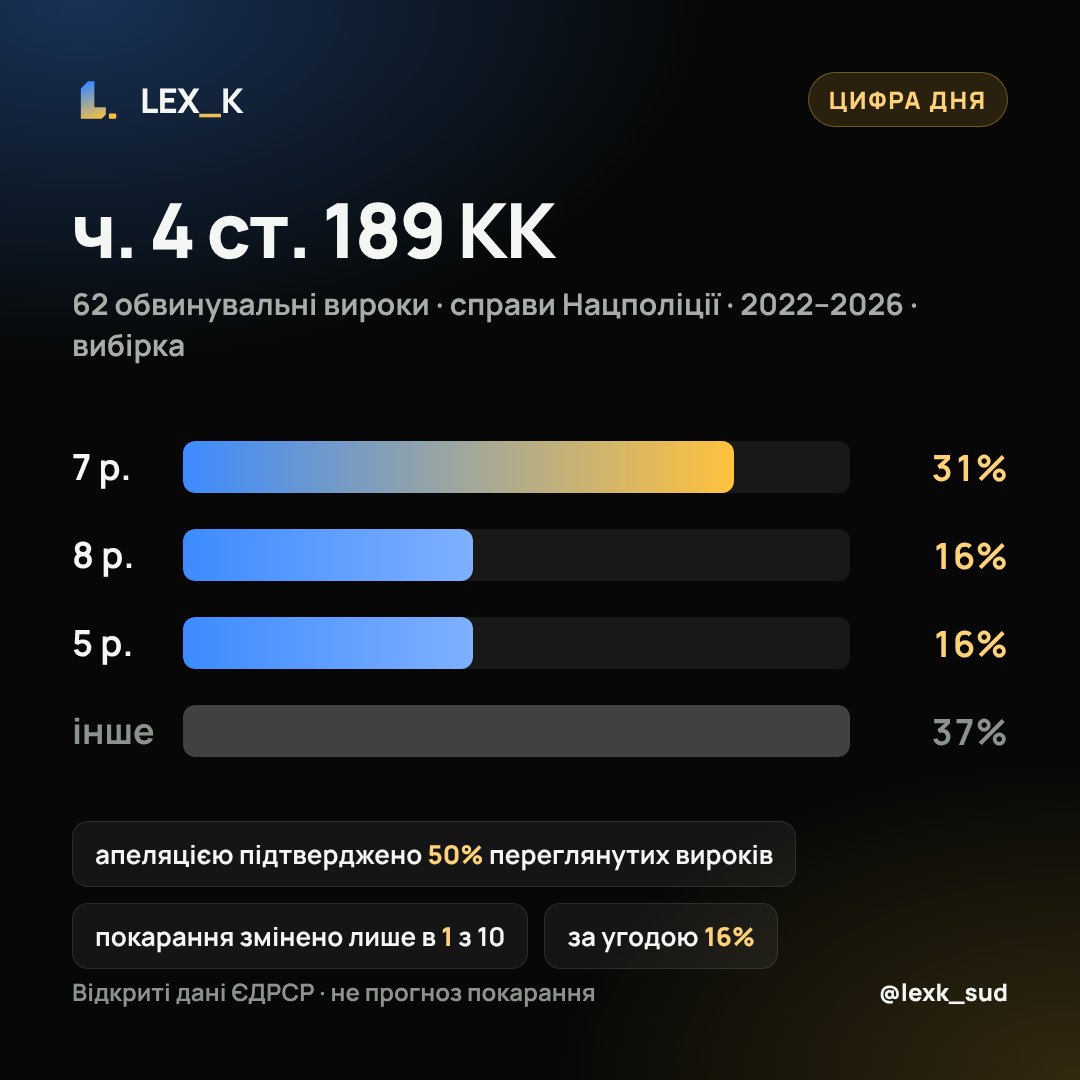 LEX_K
ЦИФРА ДНЯ
ч. 4 ст. 189 КК
62 обвинувальні вироки · справи Нацполіції · 2022–2026 ·
вибірка
7 р. 31%
8 р. 16%
5 р. 16%
інше 37%
апеляцією підтверджено 50% переглянутих вироків
покарання змінено лише в 1 з 10
за угодою 16%
Відкриті дані ЄДРСР · не прогноз покарання
@lexk_sud